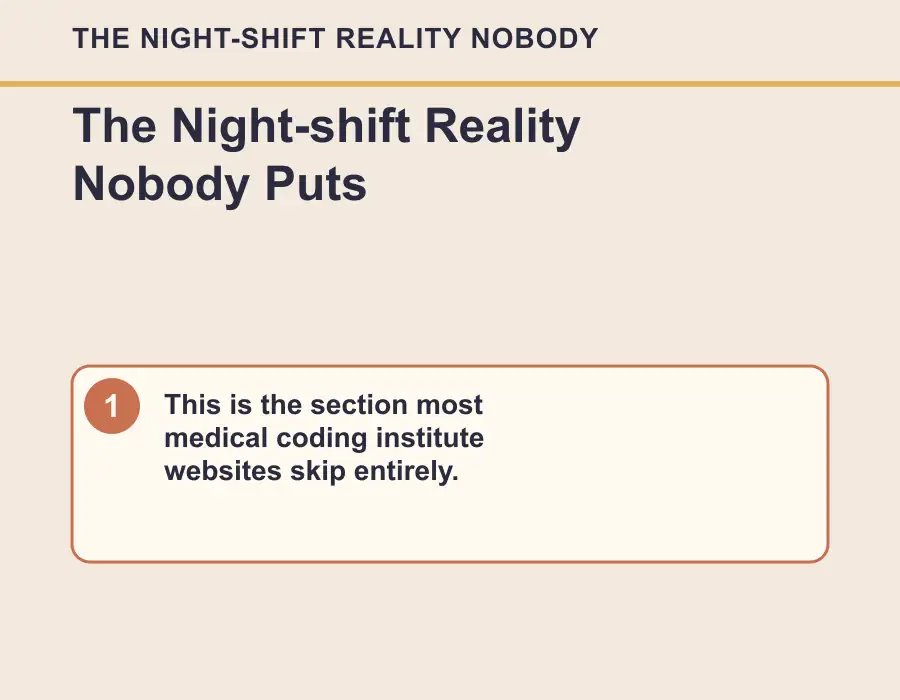 THE NIGHT-SHIFT REALITY NOBODY
The Night-shift Reality
Nobody Puts
1
This is the section most
medical coding institute
websites skip entirely.